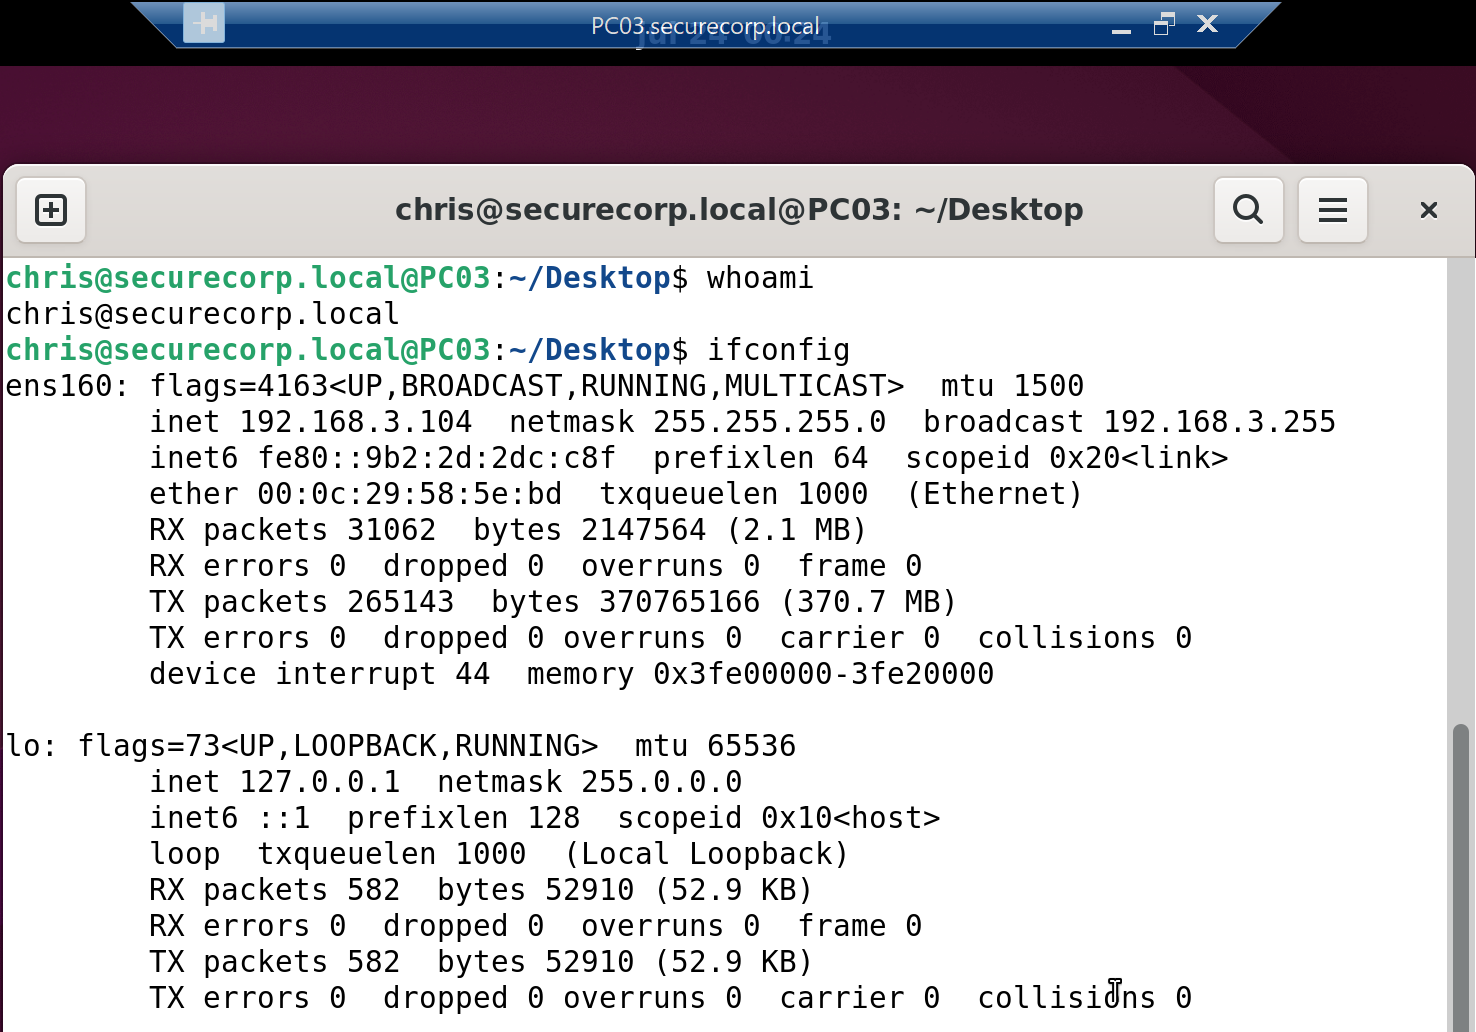 PC03.securecorp.local
Jul 24 06:24
chris@securecorp.local@PC03: ~/Desktop
chris@securecorp.local@PC03:~/Desktop$ whoami
chris@securecorp.local
chris@securecorp.local@PC03:~/Desktop$ ifconfig
ens160: flags=4163<UP,BROADCAST,RUNNING,MULTICAST>  mtu 1500
        inet 192.168.3.104  netmask 255.255.255.0  broadcast 192.168.3.255
        inet6 fe80::9b2:2d:2dc:c8f  prefixlen 64  scopeid 0x20<link>
        ether 00:0c:29:58:5e:bd  txqueuelen 1000  (Ethernet)
        RX packets 31062  bytes 2147564 (2.1 MB)
        RX errors 0  dropped 0  overruns 0  frame 0
        TX packets 265143  bytes 370765166 (370.7 MB)
        TX errors 0  dropped 0 overruns 0  carrier 0  collisions 0
        device interrupt 44  memory 0x3fe00000-3fe20000

lo: flags=73<UP,LOOPBACK,RUNNING>  mtu 65536
        inet 127.0.0.1  netmask 255.0.0.0
        inet6 ::1  prefixlen 128  scopeid 0x10<host>
        loop  txqueuelen 1000  (Local Loopback)
        RX packets 582  bytes 52910 (52.9 KB)
        RX errors 0  dropped 0  overruns 0  frame 0
        TX packets 582  bytes 52910 (52.9 KB)
        TX errors 0  dropped 0 overruns 0  carrier 0  collisions 0